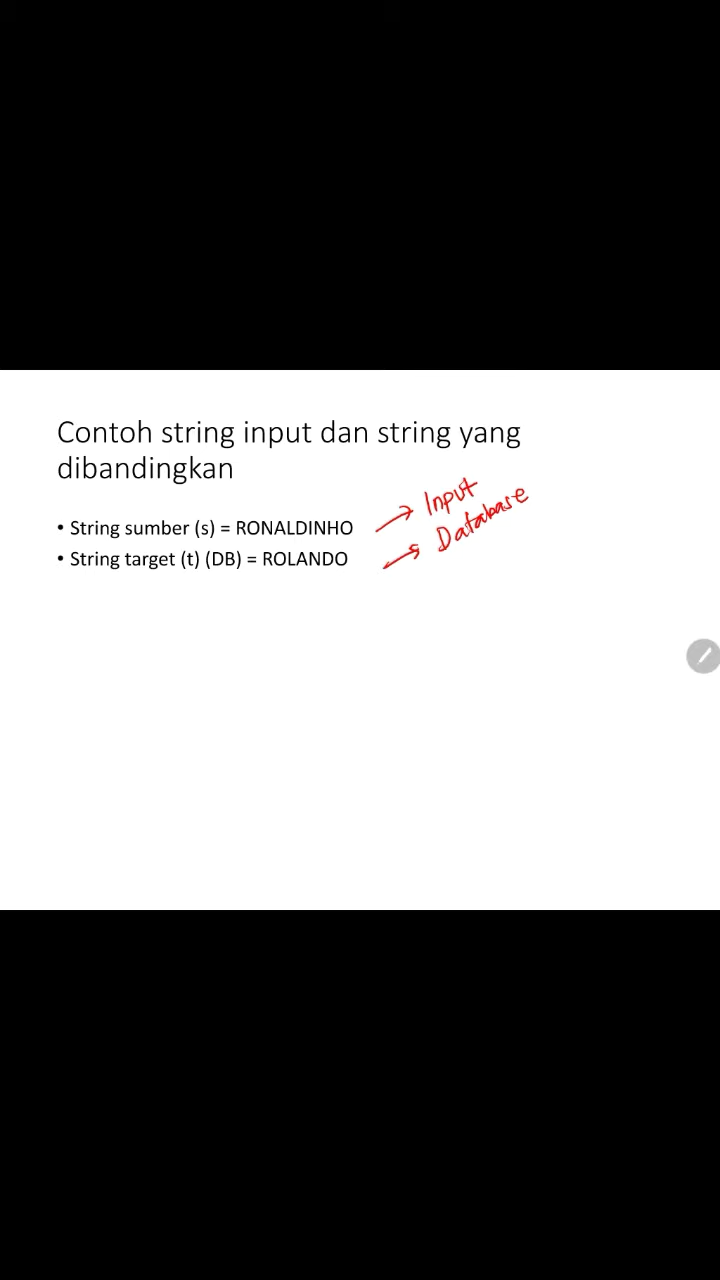 Contoh string input dan string yang
dibandingkan
• String sumber (s) = RONALDINHO → Input
• String target (t) (DB) = ROLANDO → Database